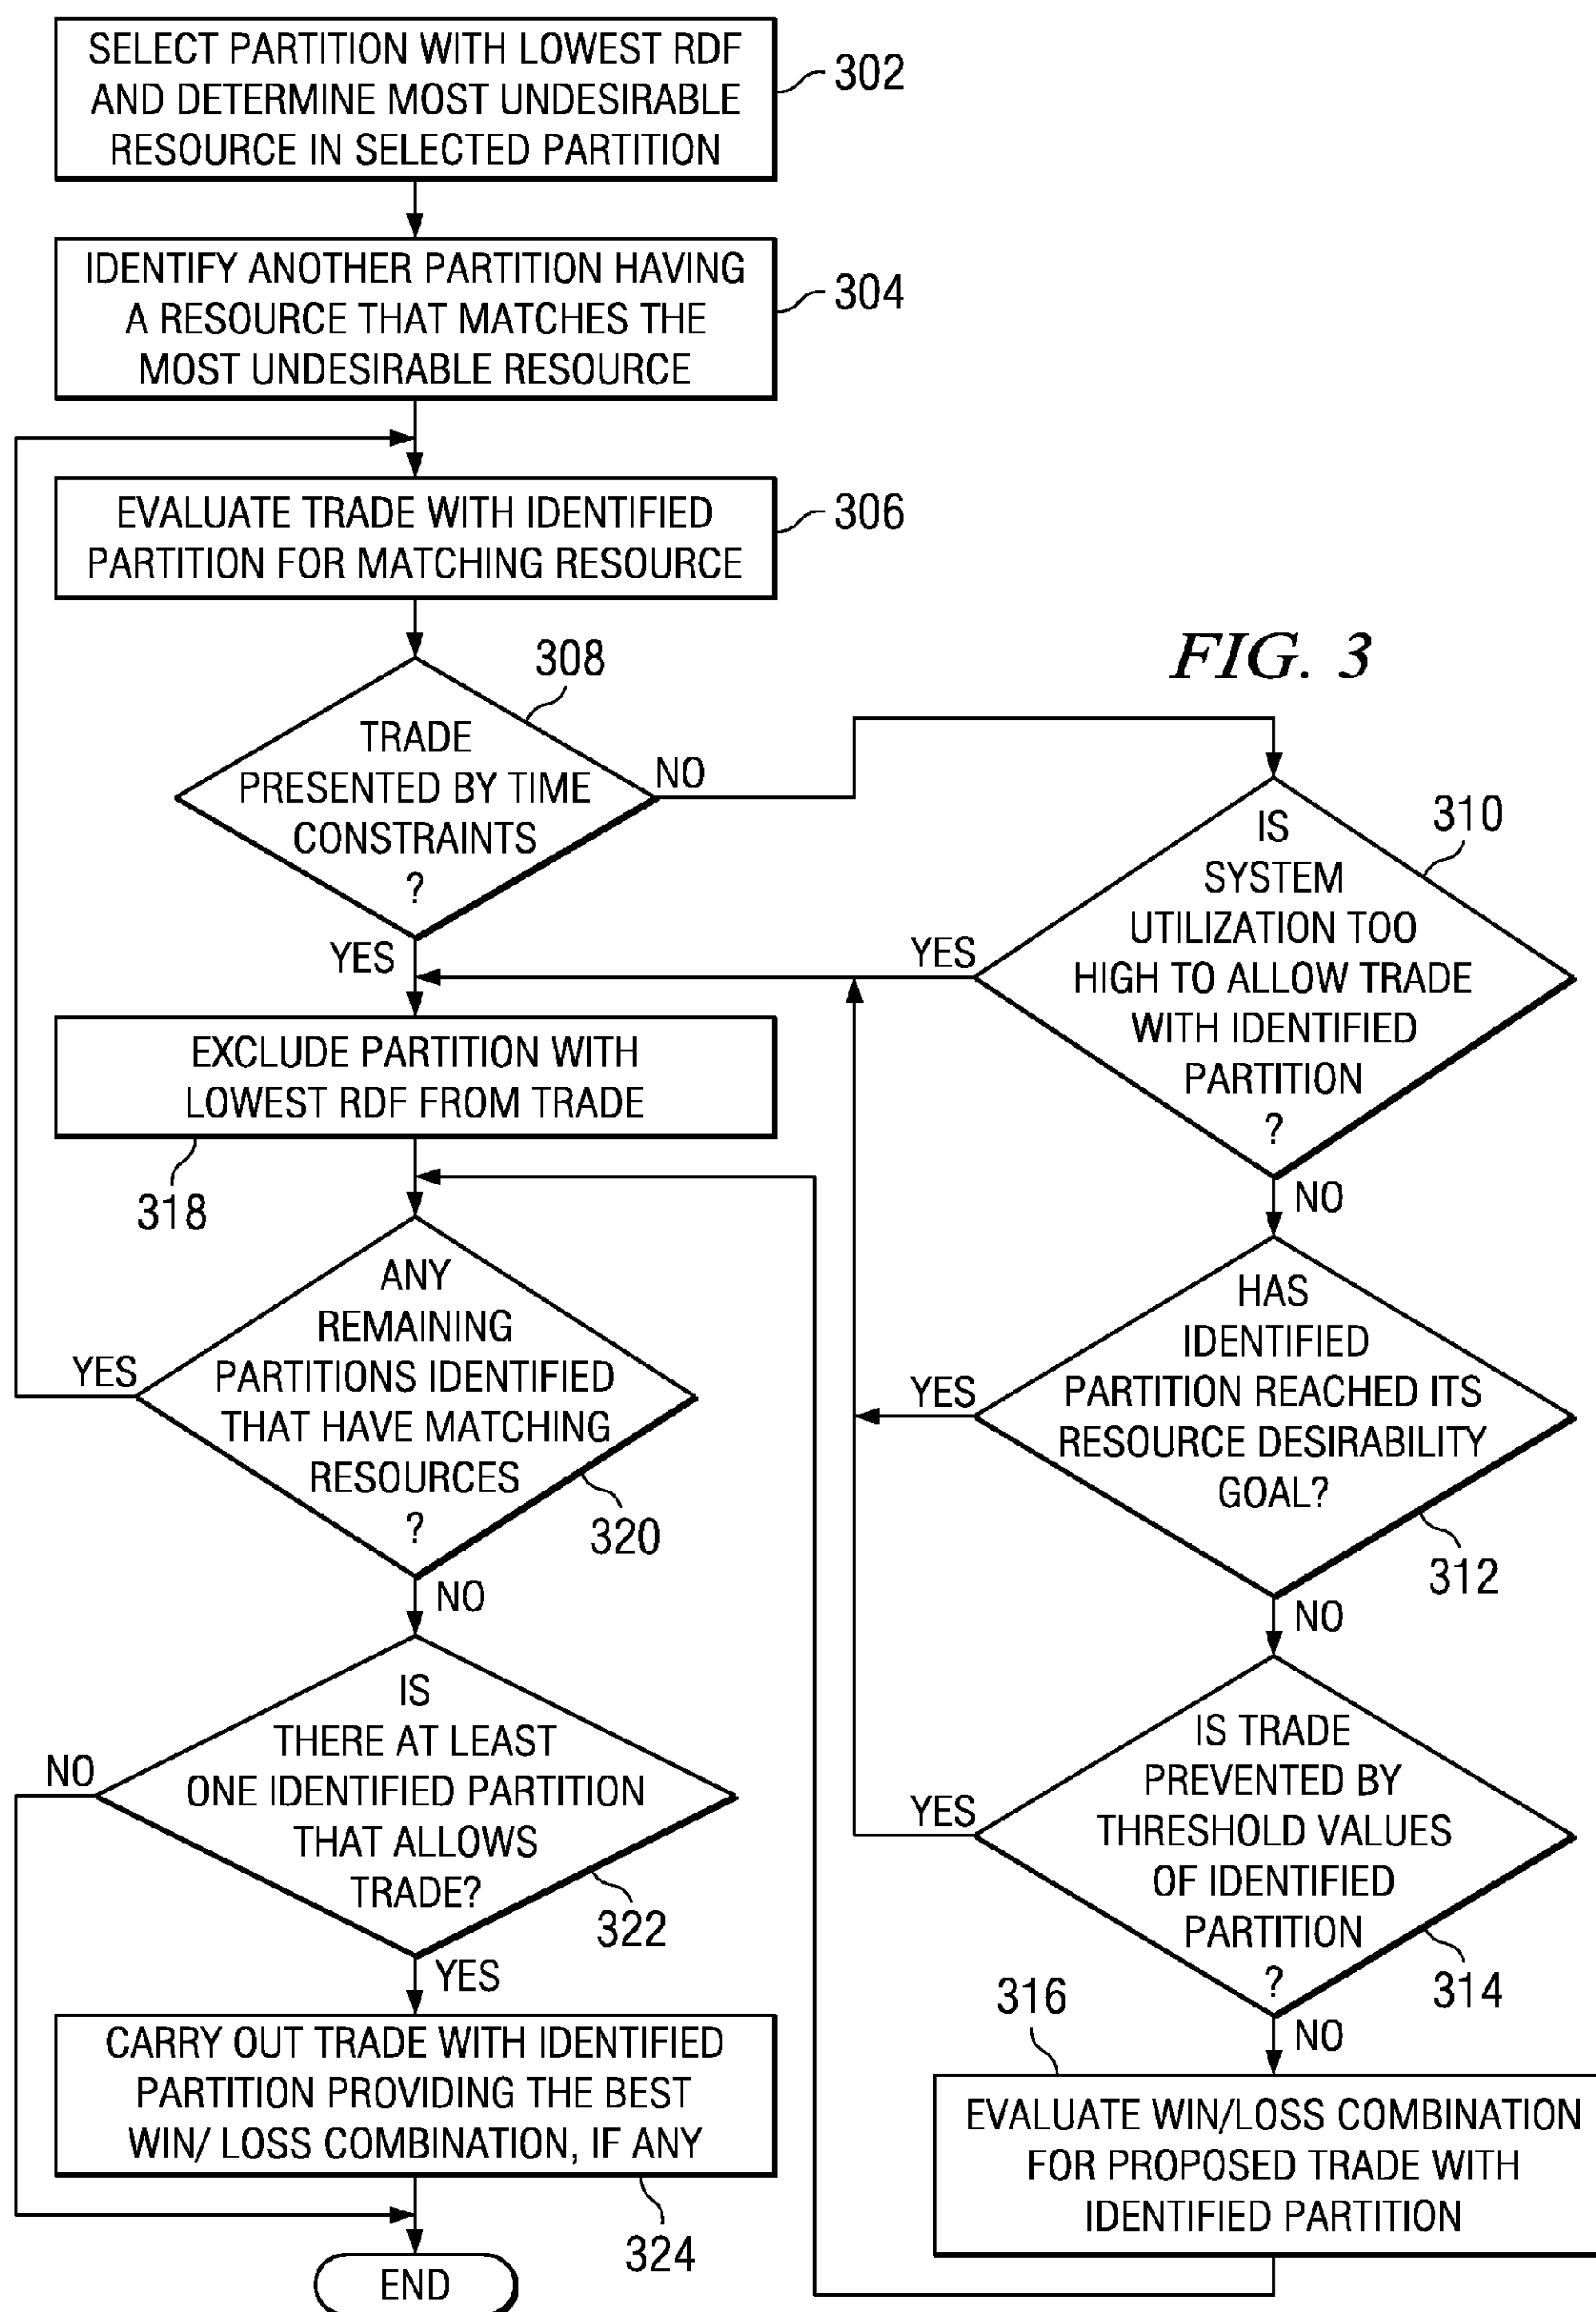 SELECT PARTITION WITH LOWEST RDF
AND DETERMINE MOST UNDESIRABLE
RESOURCE IN SELECTED PARTITION
302
IDENTIFY ANOTHER PARTITION HAVING
A RESOURCE THAT MATCHES THE
MOST UNDESIRABLE RESOURCE
304
EVALUATE TRADE WITH IDENTIFIED
PARTITION FOR MATCHING RESOURCE
306
308
TRADE
PRESENTED BY TIME
CONSTRAINTS
?
NO
YES
FIG. 3
310
IS
SYSTEM
UTILIZATION TOO
HIGH TO ALLOW TRADE
WITH IDENTIFIED
PARTITION
?
YES
NO
EXCLUDE PARTITION WITH
LOWEST RDF FROM TRADE
318
HAS
IDENTIFIED
PARTITION REACHED ITS
RESOURCE DESIRABILITY
GOAL?
YES
312
NO
ANY
REMAINING
PARTITIONS IDENTIFIED
THAT HAVE MATCHING
RESOURCES
?
YES
320
NO
IS TRADE
PREVENTED BY
THRESHOLD VALUES
OF IDENTIFIED
PARTITION
?
YES
314
NO
IS
THERE AT LEAST
ONE IDENTIFIED PARTITION
THAT ALLOWS
TRADE?
NO
322
YES
316
EVALUATE WIN/LOSS COMBINATION
FOR PROPOSED TRADE WITH
IDENTIFIED PARTITION
CARRY OUT TRADE WITH IDENTIFIED
PARTITION PROVIDING THE BEST
WIN/ LOSS COMBINATION, IF ANY
324
END